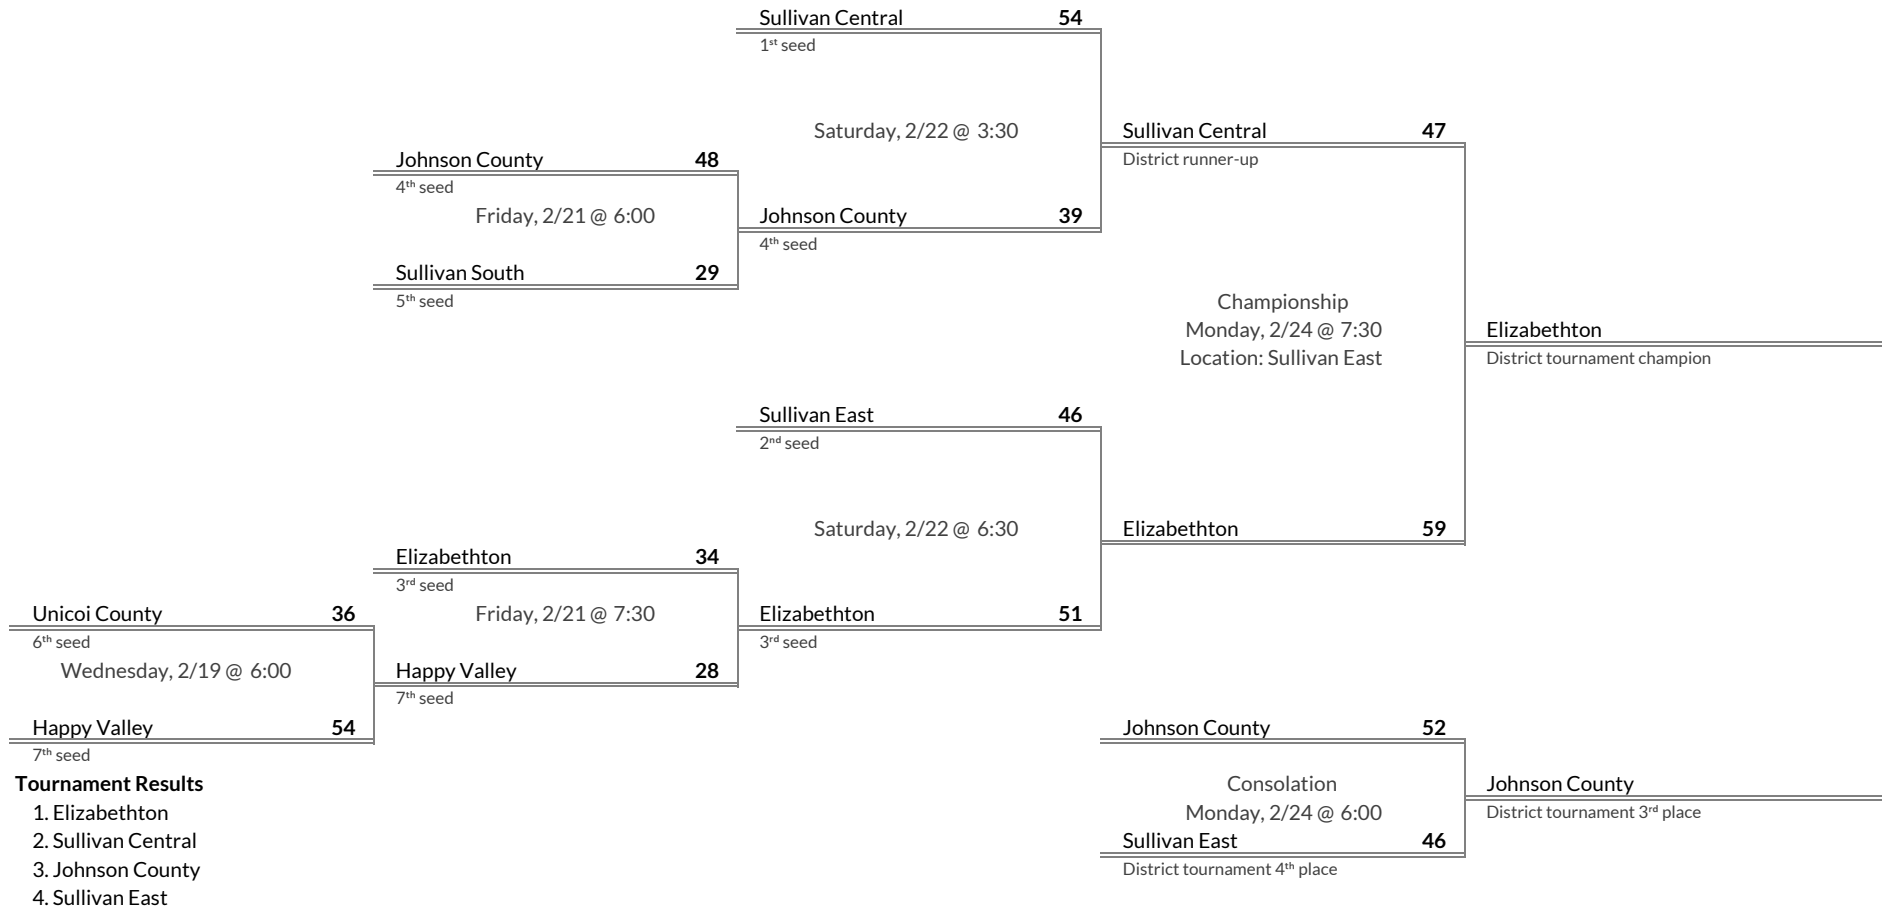 Sullivan Central 54
1st seed
Saturday, 2/22 @ 3:30
Sullivan Central 47
District runner-up
Johnson County 48
4th seed
Friday, 2/21 @ 6:00
Johnson County 39
4th seed
Sullivan South 29
5th seed
Championship
Monday, 2/24 @ 7:30
Location: Sullivan East
Elizabethton
District tournament champion
Sullivan East 46
2nd seed
Saturday, 2/22 @ 6:30
Elizabethton 59
Elizabethton 34
3rd seed
Unicoi County 36
6th seed
Friday, 2/21 @ 7:30
Elizabethton 51
3rd seed
Wednesday, 2/19 @ 6:00
Happy Valley 28
7th seed
Happy Valley 54
7th seed
Johnson County 52
Consolation
Monday, 2/24 @ 6:00
Johnson County
District tournament 3rd place
Sullivan East 46
District tournament 4th place
Tournament Results
1. Elizabethton
2. Sullivan Central
3. Johnson County
4. Sullivan East